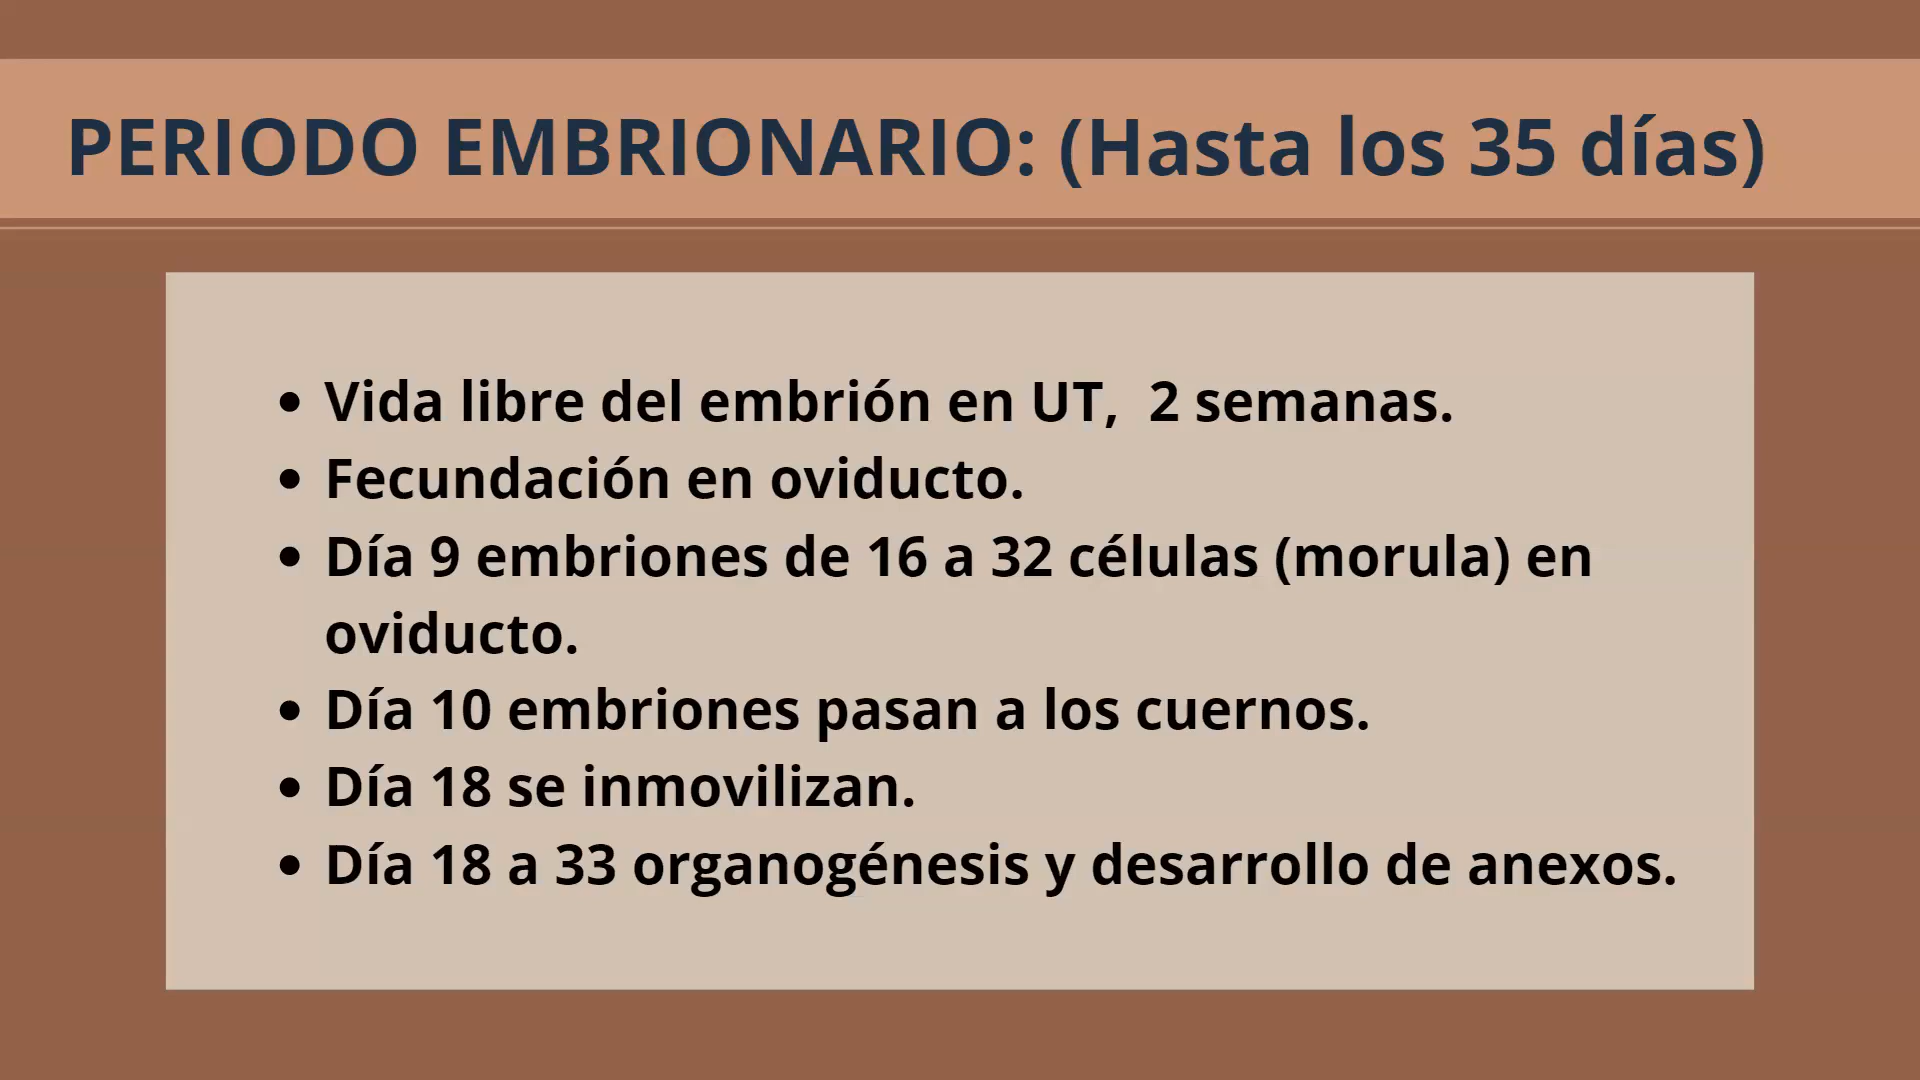 PERIODO EMBRIONARIO: (Hasta los 35 días)
• Vida libre del embrión en UT,  2 semanas.
• Fecundación en oviducto.
• Día 9 embriones de 16 a 32 células (morula) en
oviducto.
• Día 10 embriones pasan a los cuernos.
• Día 18 se inmovilizan.
• Día 18 a 33 organogénesis y desarrollo de anexos.